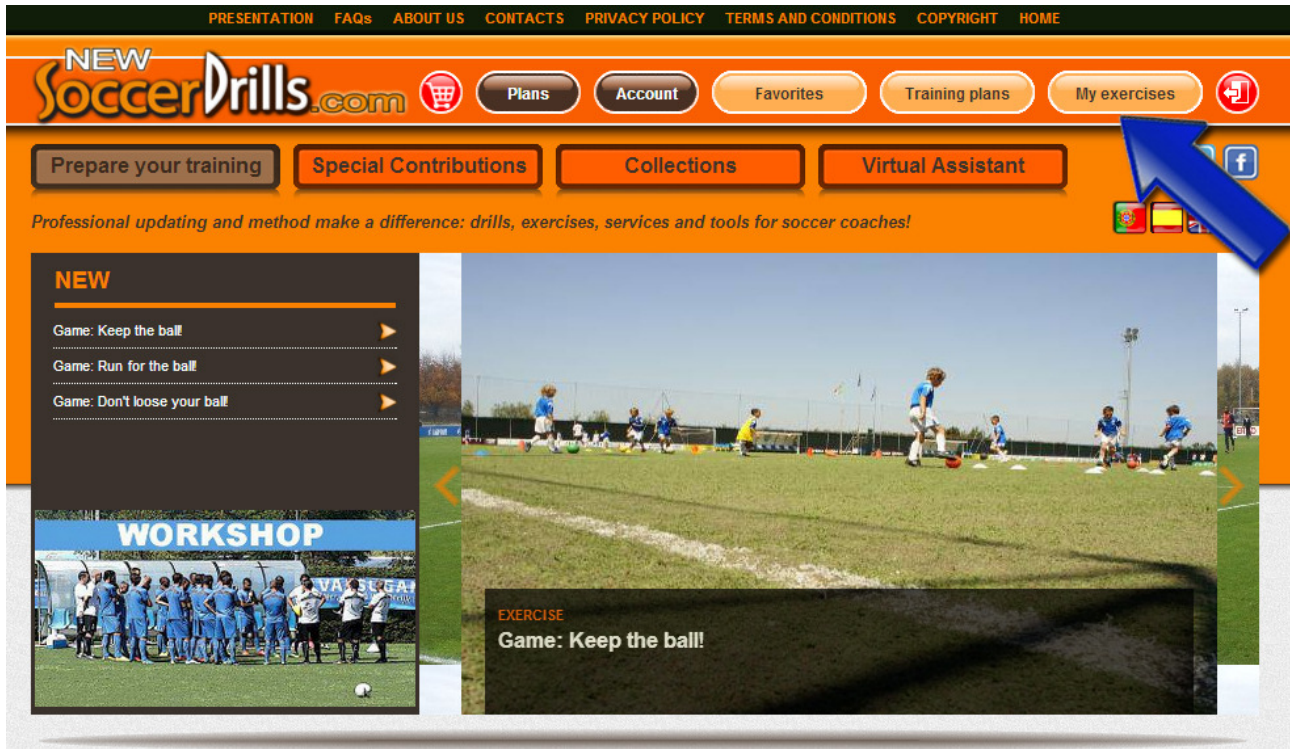 PRESENTATION FAQs ABOUT US CONTACTS PRIVACY POLICY TERMS AND CONDITIONS COPYRIGHT HOME
NEW
SoccerDrills.com
Plans Account Favorites Training plans My exercises
Prepare your training Special Contributions Collections Virtual Assistant
f
Professional updating and method make a difference: drills, exercises, services and tools for soccer coaches!
NEW
Game: Keep the ball!
Game: Run for the ball!
Game: Don't loose your ball!
WORKSHOP
EXERCISE
Game: Keep the ball!